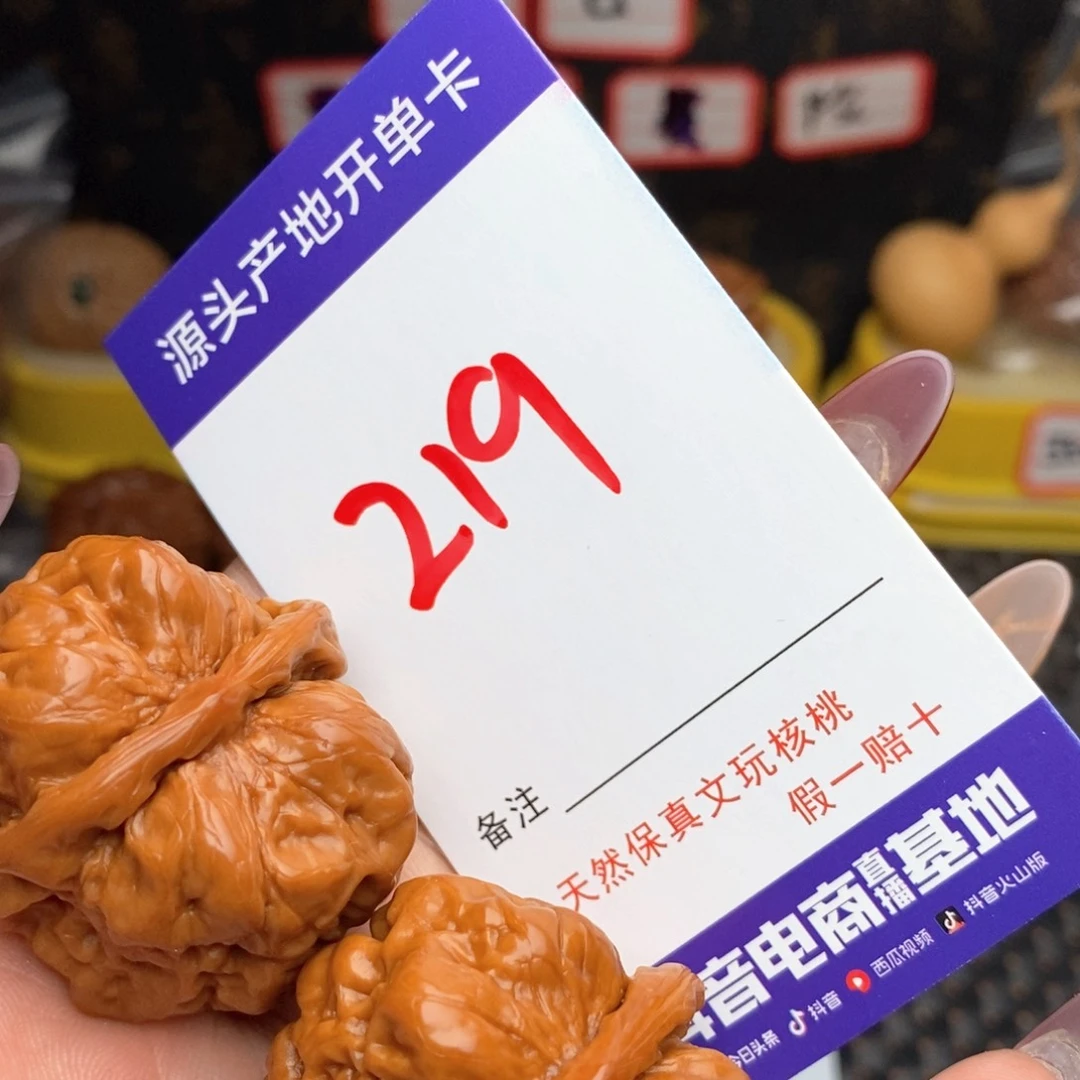 源头产地开单卡
219
备注
天然保真文玩核桃
假一赔十
音电商直播基地
今日头条 抖音 西瓜视频 抖音火山版